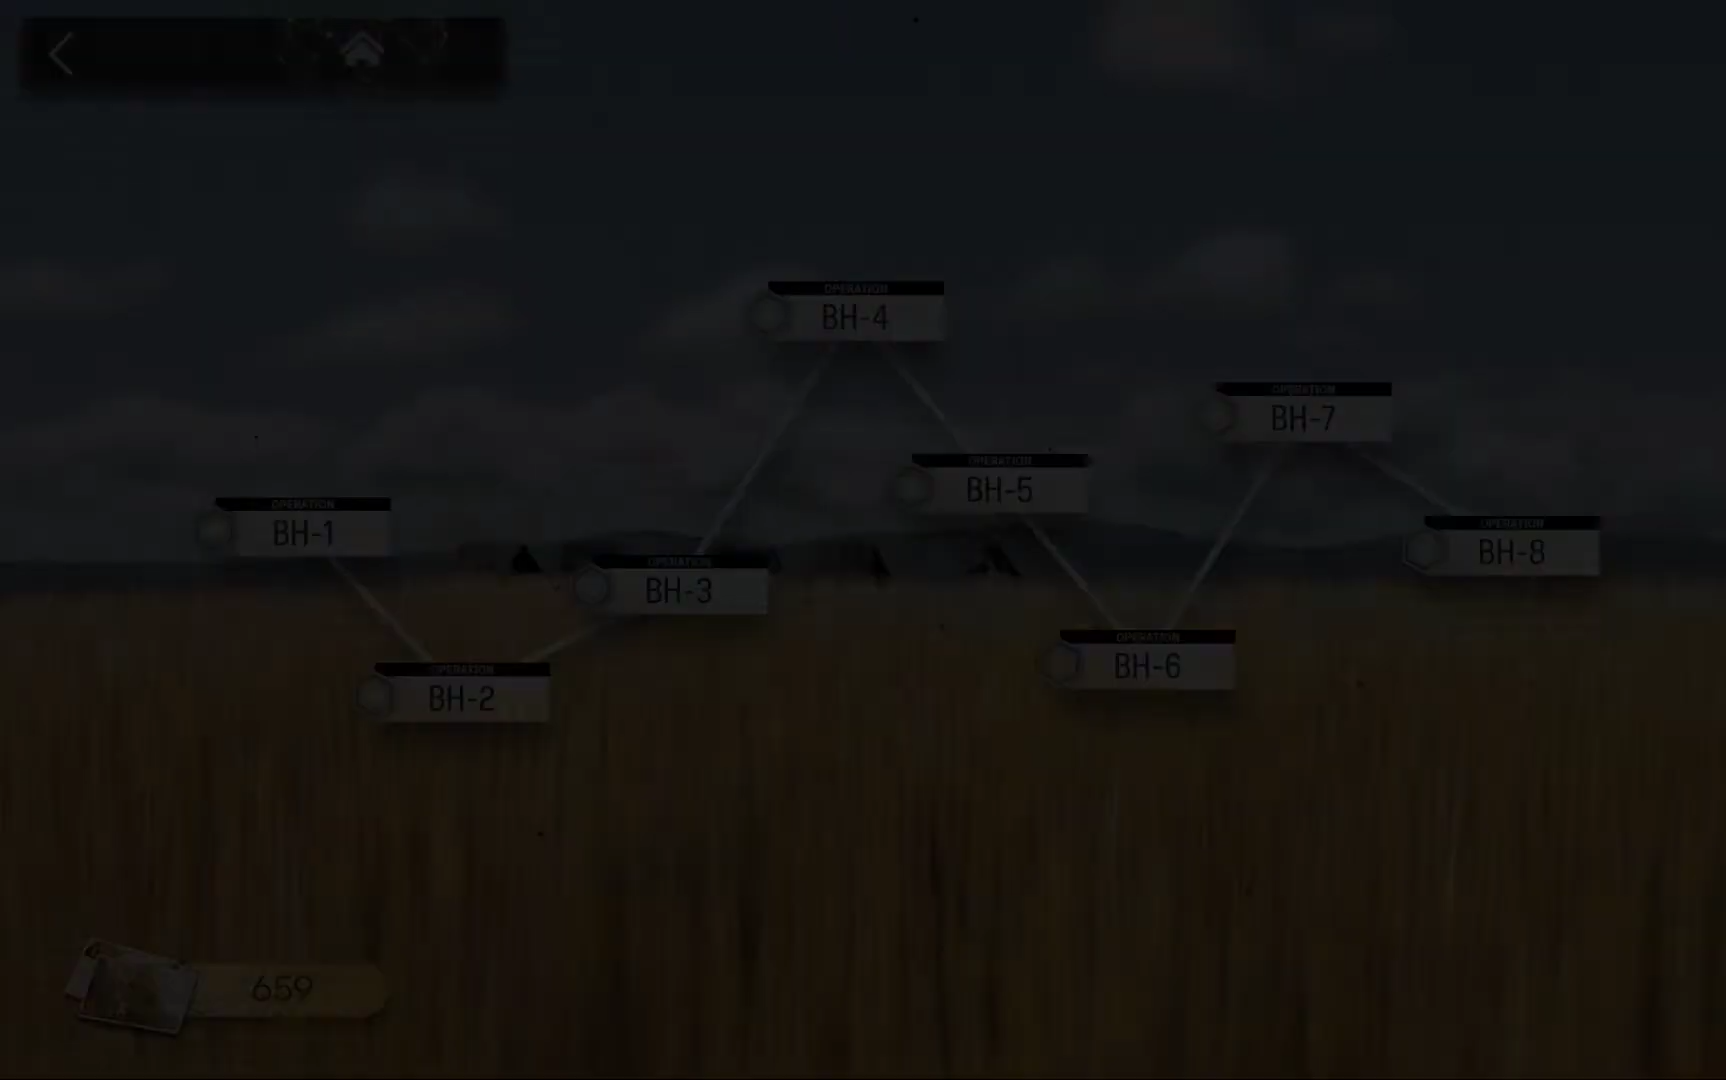 OPERATION
BH-4
OPERATION
BH-7
OPERATION
BH-5
OPERATION
BH-1
OPERATION
BH-8
OPERATION
BH-3
OPERATION
BH-6
OPERATION
BH-2
659